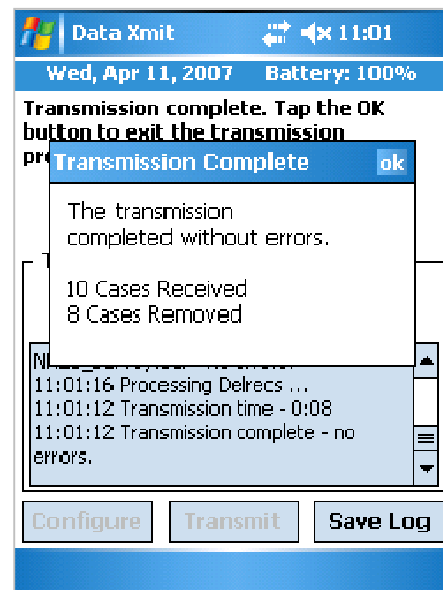 Data Xmit 11:01
Wed, Apr 11, 2007 Battery: 100%
Transmission complete. Tap the OK
button to exit the transmission
Transmission Complete ok
The transmission
completed without errors.
10 Cases Received
8 Cases Removed
11:01:16 Processing Delrecs ...
11:01:12 Transmission time - 0:08
11:01:12 Transmission complete - no
errors.
Configure Transmit Save Log